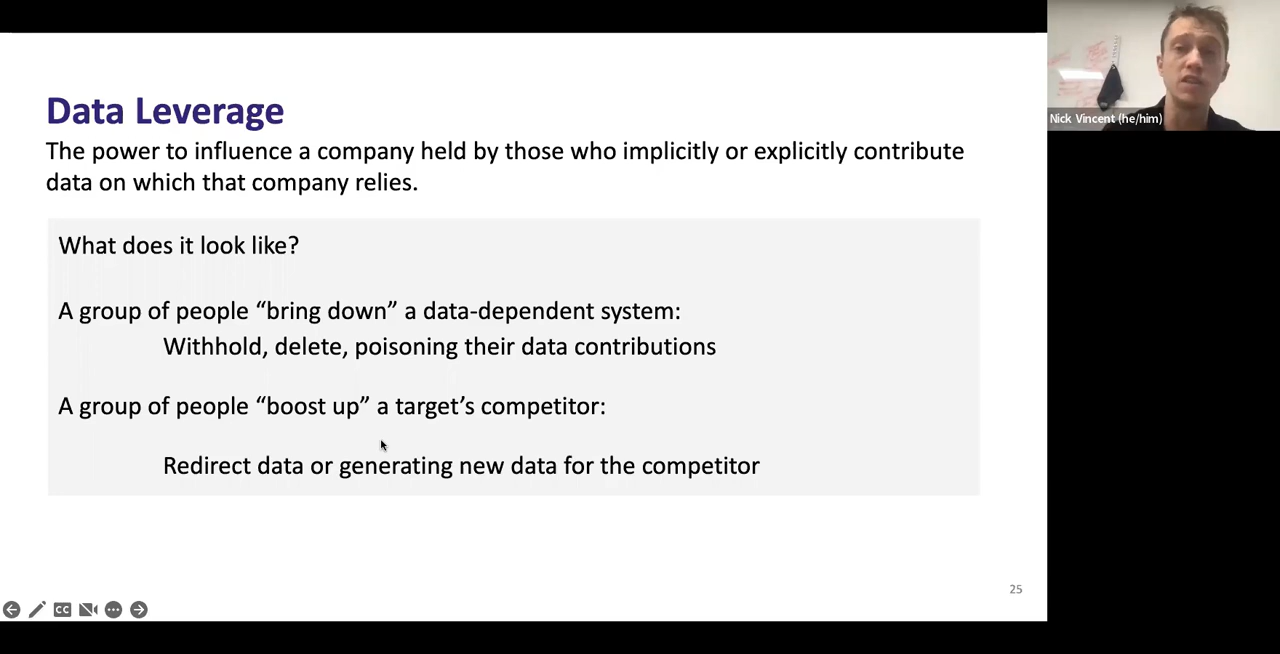 Data Leverage
The power to influence a company held by those who implicitly or explicitly contribute
data on which that company relies.
What does it look like?
A group of people “bring down” a data-dependent system:
Withhold, delete, poisoning their data contributions
A group of people “boost up” a target’s competitor:
Redirect data or generating new data for the competitor
25
CC
Nick Vincent (he/him)